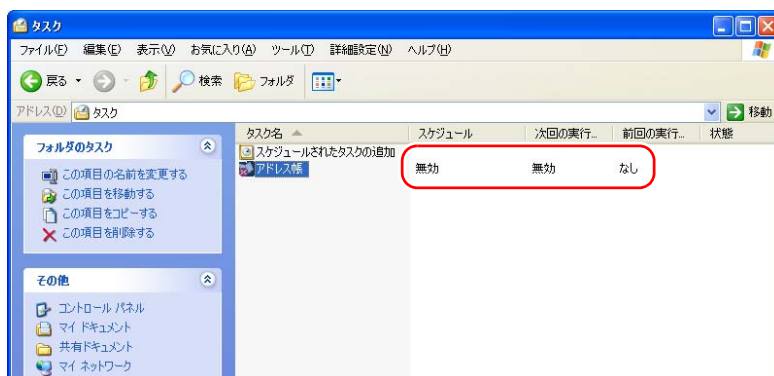 タスク
ファイル(F) 編集(E) 表示(V) お気に入り(A) ツール(T) 詳細設定(N) ヘルプ(H)
戻る 検索 フォルダ
アドレス(D) タスク 移動
タスク名 スケジュール 次回の実行... 前回の実行... 状態
スケジュールされたタスクの追加
アドレス帳 無効 無効 なし
フォルダのタスク
この項目の名前を変更する
この項目を移動する
この項目をコピーする
この項目を削除する
その他
コントロール パネル
マイ ドキュメント
共有ドキュメント
マイ ネットワーク